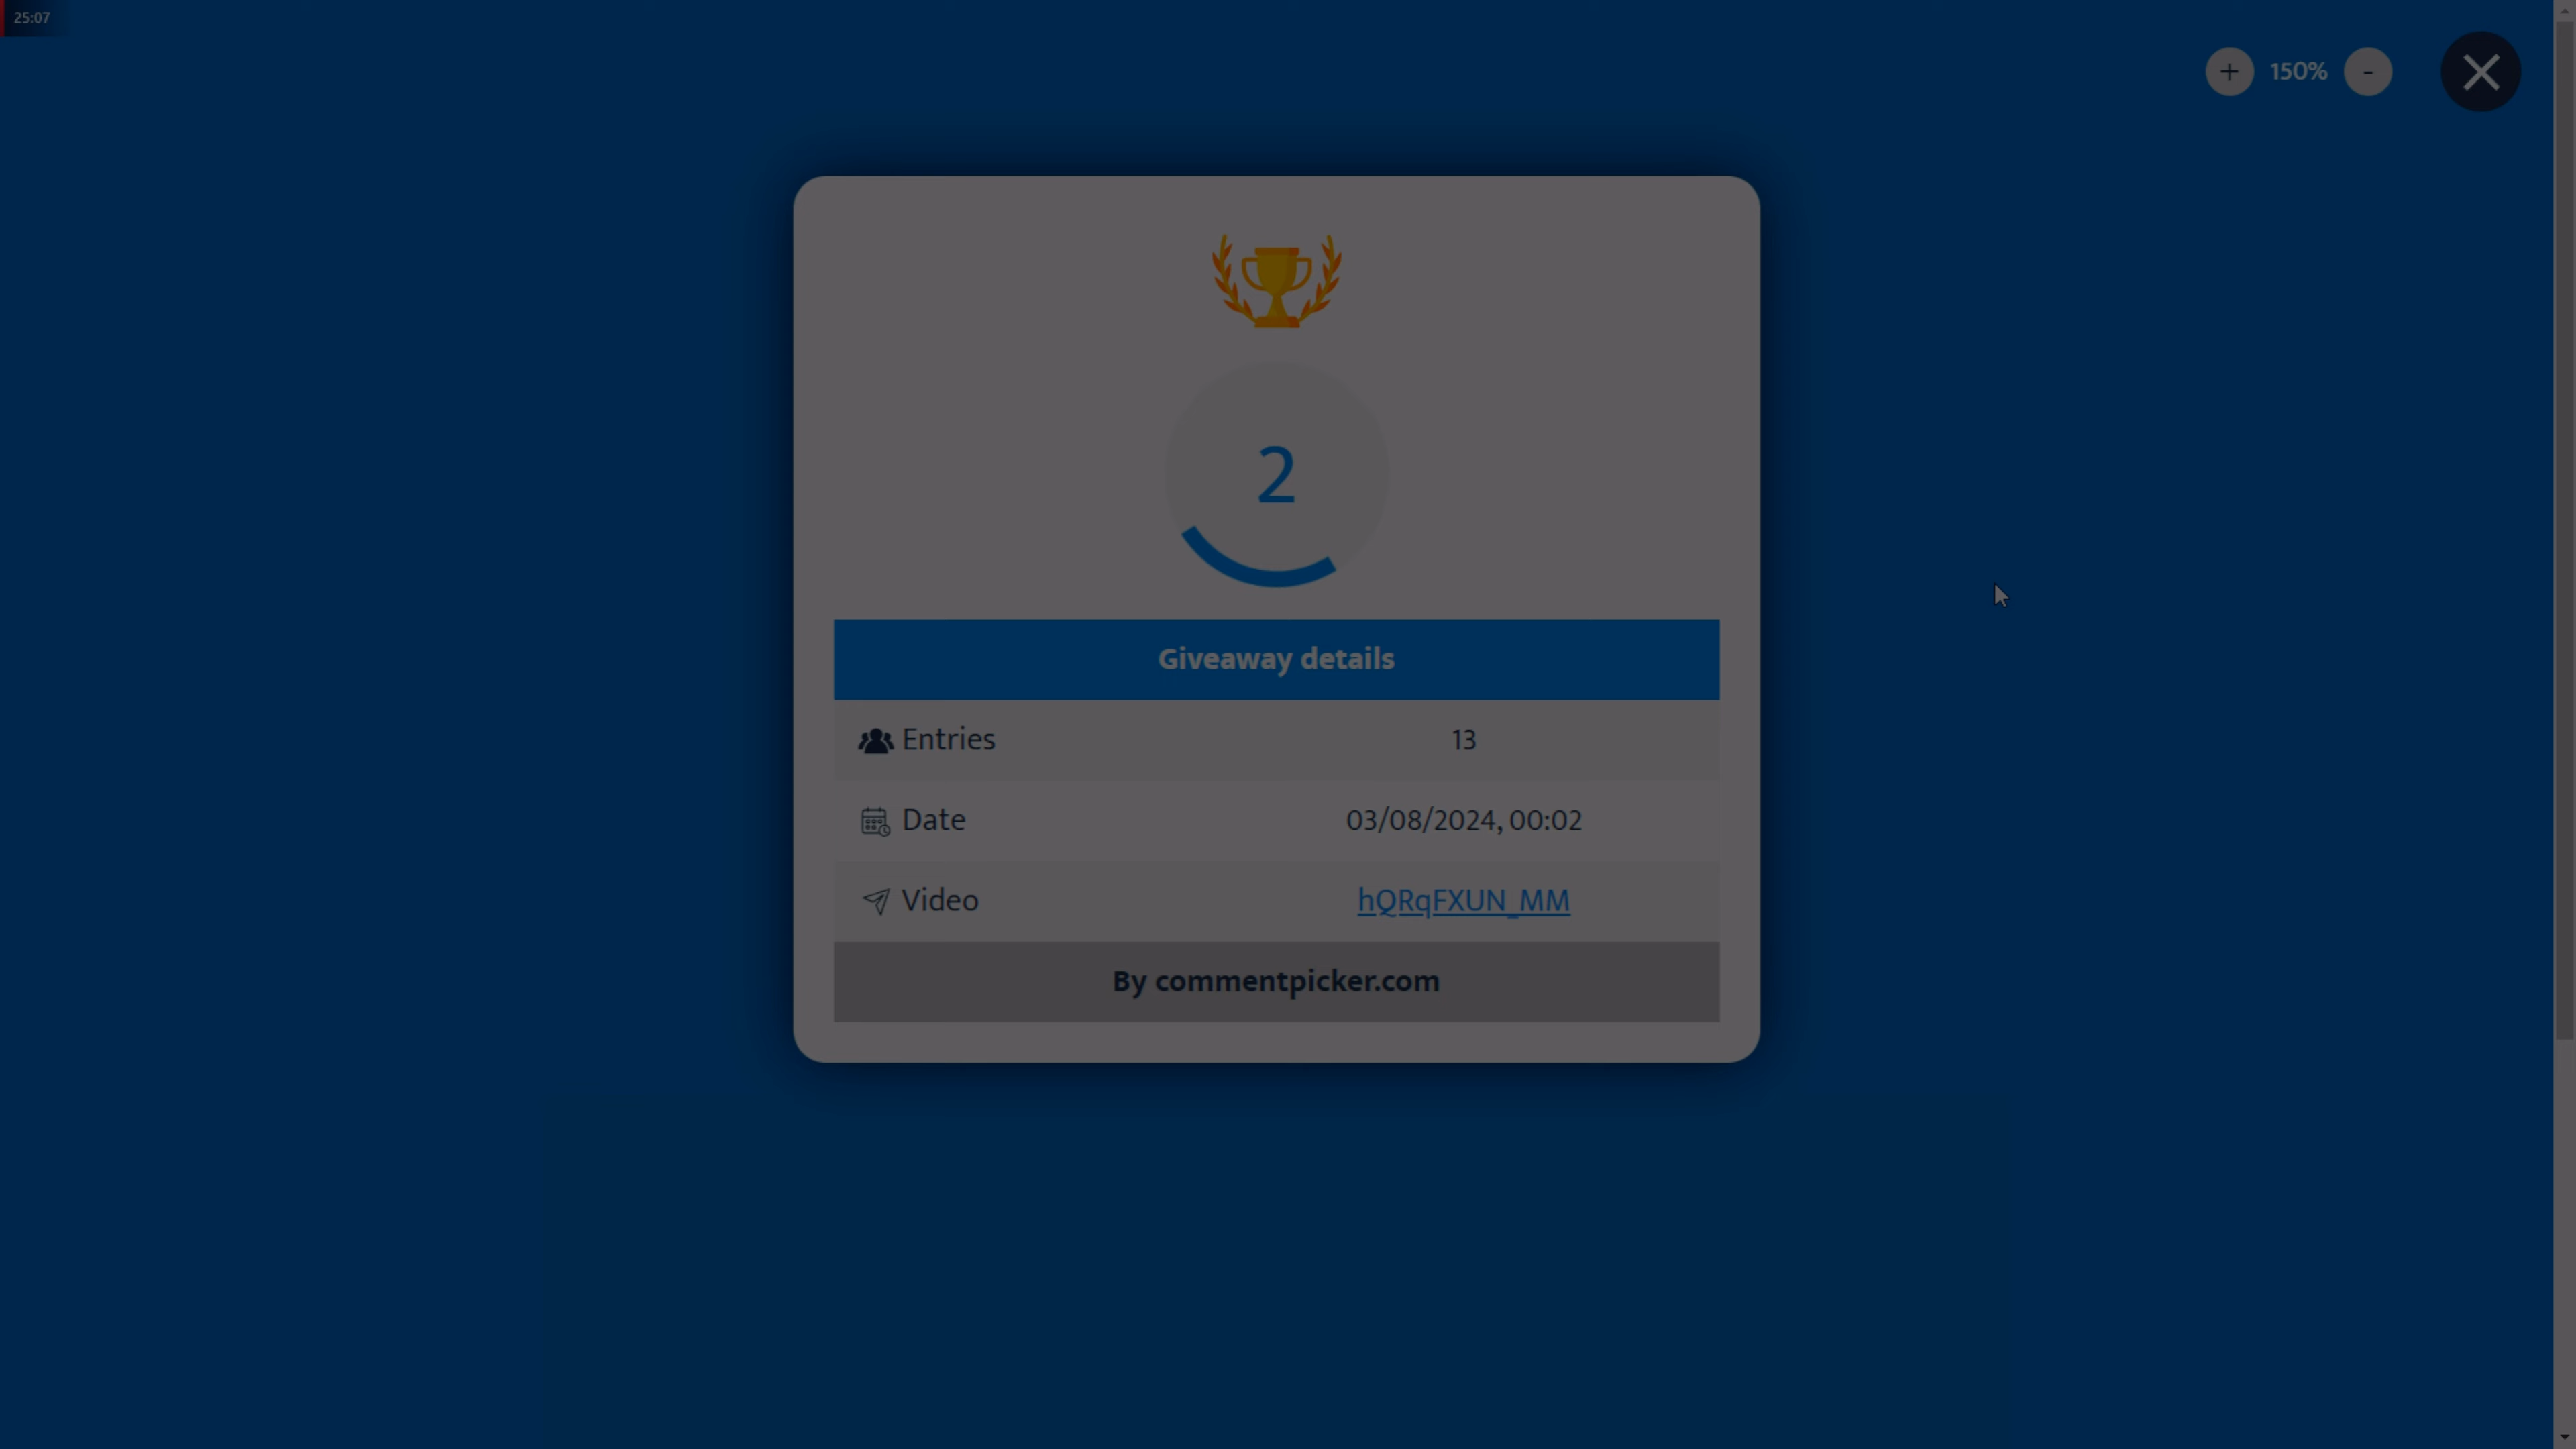 25:07
+ 150% -
2
Giveaway details
Entries 13
Date 03/08/2024, 00:02
Video hQRqFXUN_MM
By commentpicker.com